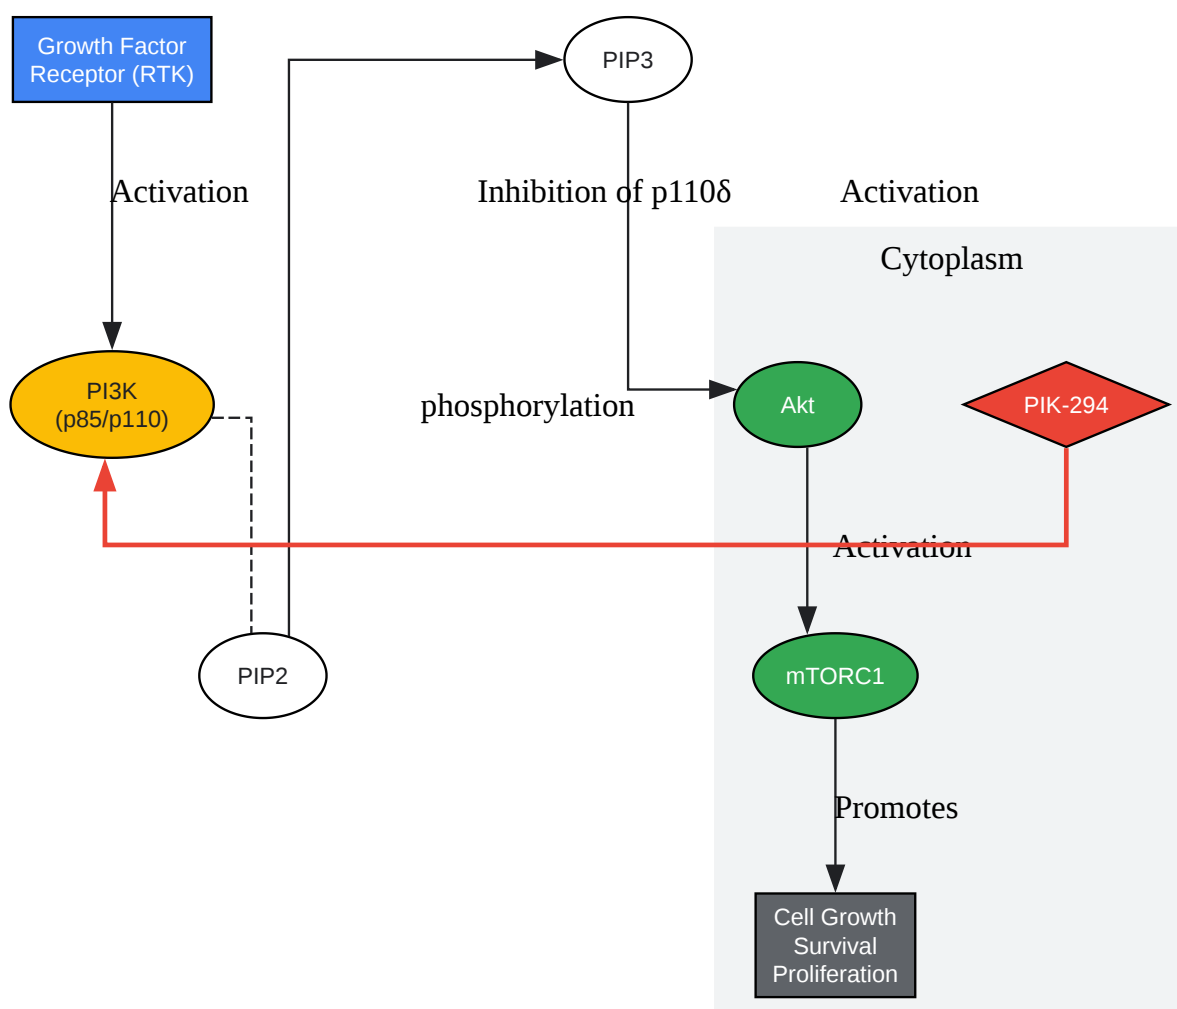 Growth Factor
Receptor (RTK)
PIP3
Activation
Inhibition of p110δ
Activation
Cytoplasm
PI3K
(p85/p110)
phosphorylation
Akt
PIK-294
Activation
PIP2
mTORC1
Promotes
Cell Growth
Survival
Proliferation